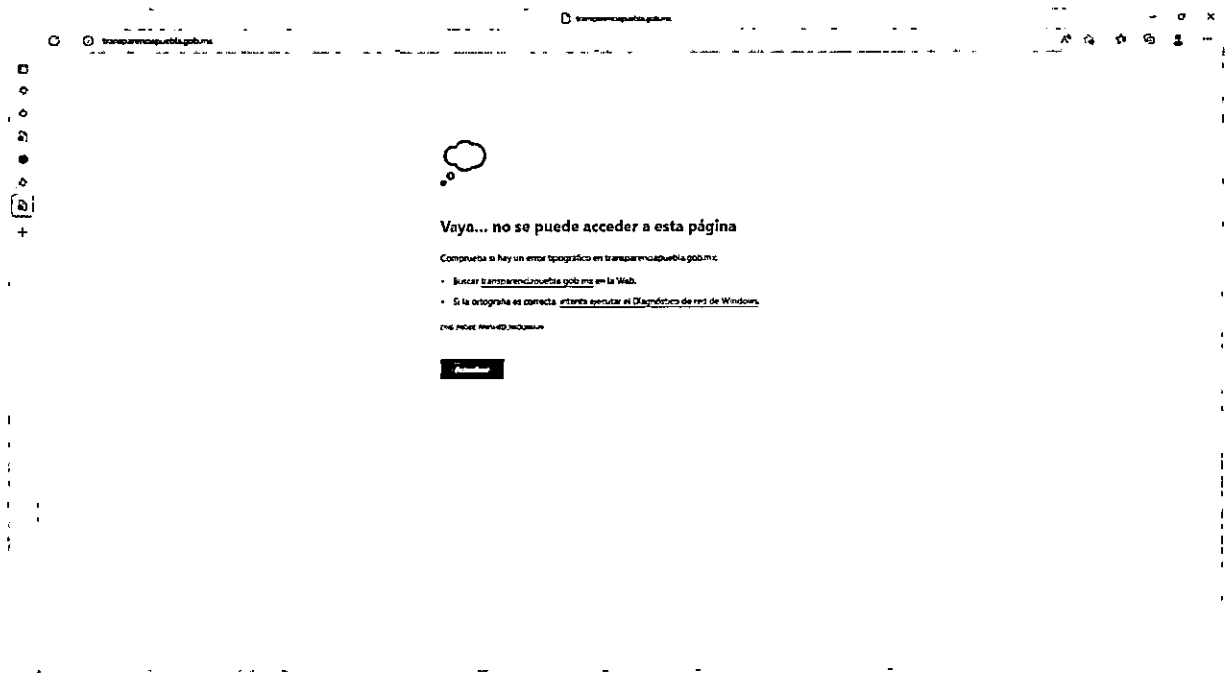 transparenciapuebla.gob.mx
transparenciapuebla.gob.mx
Vaya... no se puede acceder a esta página
Comprueba si hay un error tipográfico en transparenciapuebla.gob.mx.
• Buscar transparenciapuebla.gob.mx en la Web.
• Si la ortografía es correcta, intenta ejecutar el Diagnóstico de red de Windows.
Actualizar